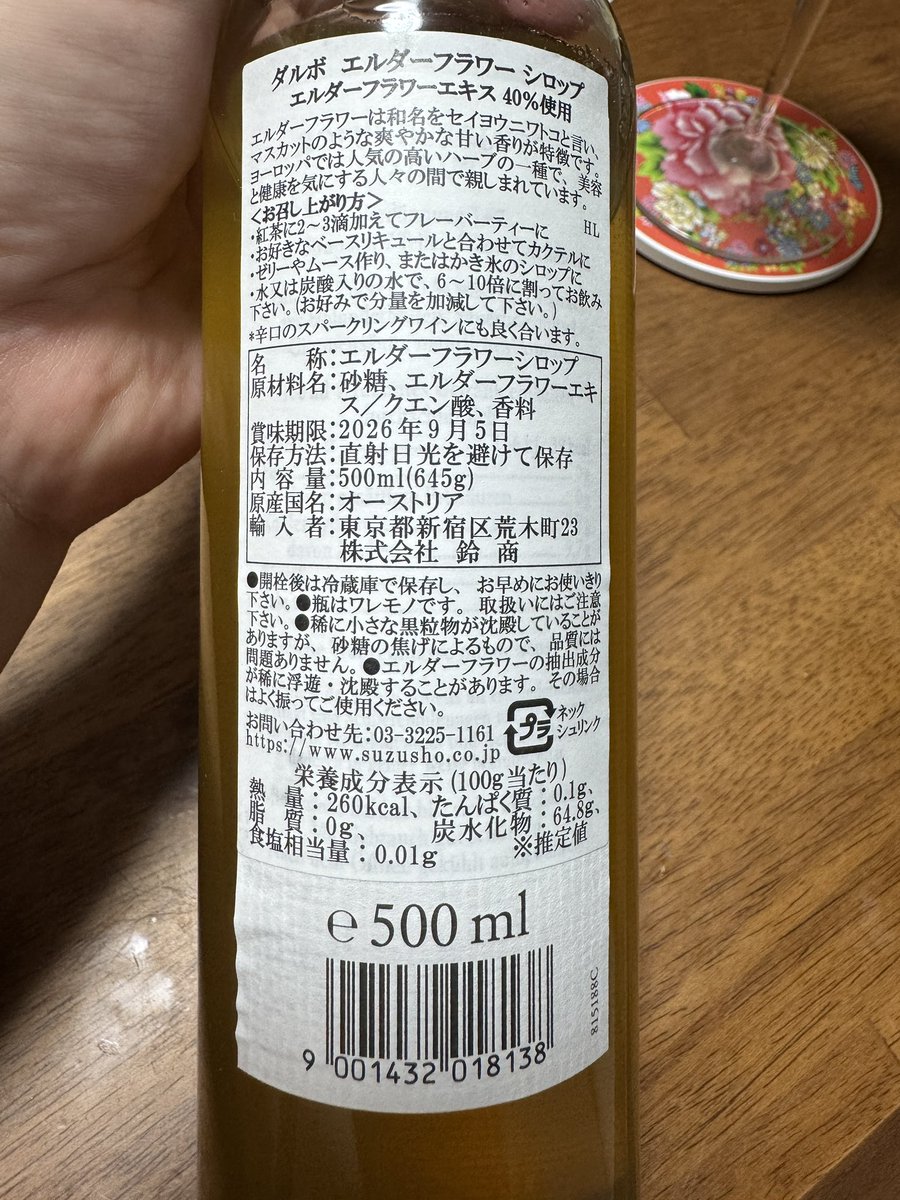 ダルボ エルダーフラワー シロップ
エルダーフラワーエキス 40%使用
エルダーフラワーは和名をセイヨウニワトコと言い、
マスカットのような爽やかな甘い香りが特徴です。
ヨーロッパでは人気の高いハーブの一種で、美容
と健康を気にする人々の間で親しまれています。
<お召し上がり方>
・紅茶に2〜3滴加えてフレーバーティーに HL
・お好きなベースリキュールと合わせてカクテルに
・ゼリーやムース作り、またはかき氷のシロップに
・水又は炭酸入りの水で、6〜10倍に割ってお飲み
下さい。(お好みで分量を加減して下さい。)
*辛口のスパークリングワインにも良く合います。
名称:エルダーフラワーシロップ
原材料名:砂糖、エルダーフラワーエキ
ス/クエン酸、香料
賞味期限:2026年9月5日
保存方法:直射日光を避けて保存
内容量:500ml(645g)
原産国名:オーストリア
輸入者:東京都新宿区荒木町23
株式会社 鈴商
●開栓後は冷蔵庫で保存し、お早めにお使いきり
下さい。●瓶はワレモノです。取扱いにはご注意
下さい。●稀に小さな黒粒物が沈殿していることが
ありますが、砂糖の焦げによるもので、品質には
問題ありません。●エルダーフラワーの抽出成分
が稀に浮遊・沈殿することがあります。その場合
はよく振ってご使用ください。
お問い合わせ先:03-3225-1161
https://www.suzusho.co.jp
プラ
ネック
シュリンク
栄養成分表示(100g当たり)
熱量:260kcal、たんぱく質:0.1g、
脂質:0g、炭水化物:64.8g、
食塩相当量:0.01g ※推定値
℮ 500 ml
815188C
9 001432 018138